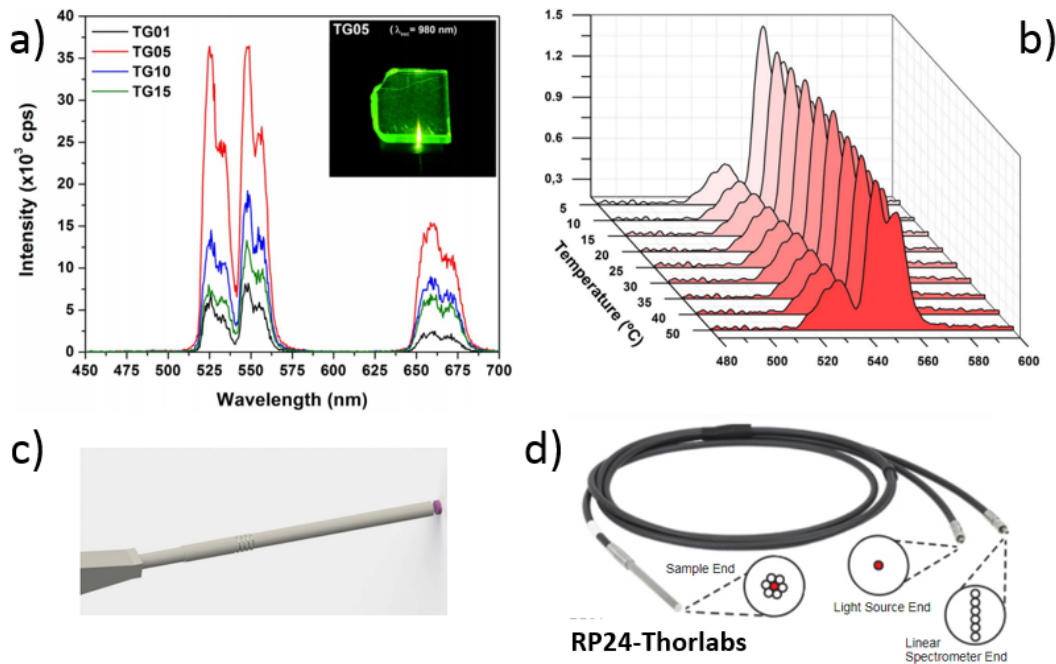 a)
Intensity (x10³ cps)
40
35
30
25
20
15
10
5
0
TG01
TG05
TG10
TG15
TG05 (λexc= 980 nm)
450 475 500 525 550 575 600 625 650 675 700
Wavelength (nm)
b)
1.5
1.2
0.9
0.6
0,3
5
10
15
20
25
30
35
40
50
Temperature (ºC)
480 500 520 540 560 580 600
c)
d)
Sample End
Light Source End
Linear
Spectrometer End
RP24-Thorlabs